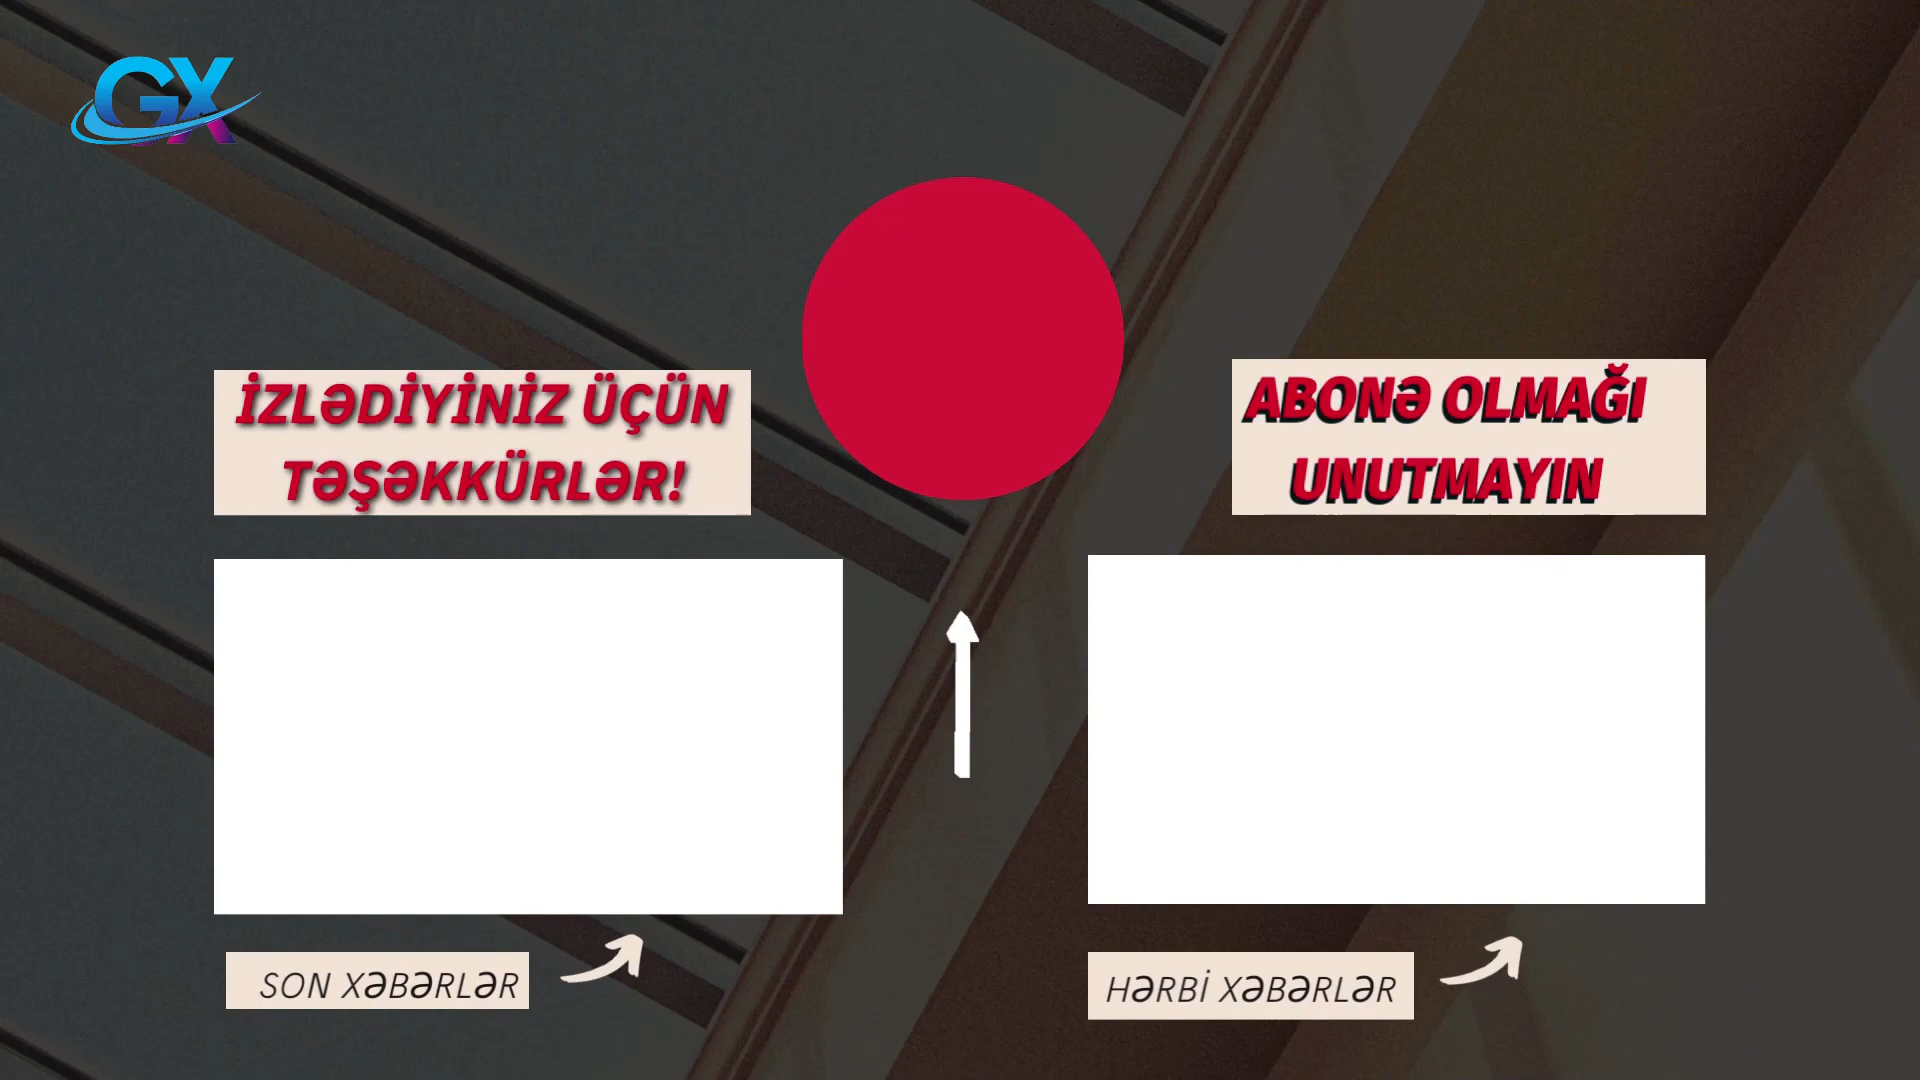 GX
İZLƏDİYİNİZ ÜÇÜN
TƏŞƏKKÜRLƏR!
ABONƏ OLMAĞI
UNUTMAYIN
SON XƏBƏRLƏR
HƏRBİ XƏBƏRLƏR